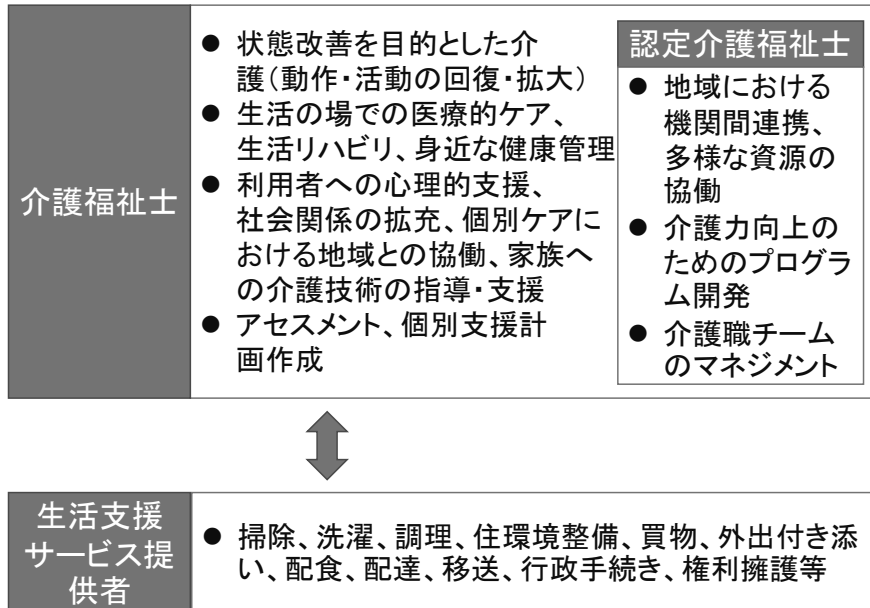 介護福祉士
● 状態改善を目的とした介
護(動作・活動の回復・拡大)
● 生活の場での医療的ケア、
生活リハビリ、身近な健康管理
● 利用者への心理的支援、
社会関係の拡充、個別ケアに
おける地域との協働、家族へ
の介護技術の指導・支援
● アセスメント、個別支援計
画作成
認定介護福祉士
● 地域における
機関間連携、
多様な資源の
協働
● 介護力向上の
ためのプログラ
ム開発
● 介護職チーム
のマネジメント
生活支援
サービス提
供者
● 掃除、洗濯、調理、住環境整備、買物、外出付き添
い、配食、配達、移送、行政手続き、権利擁護等